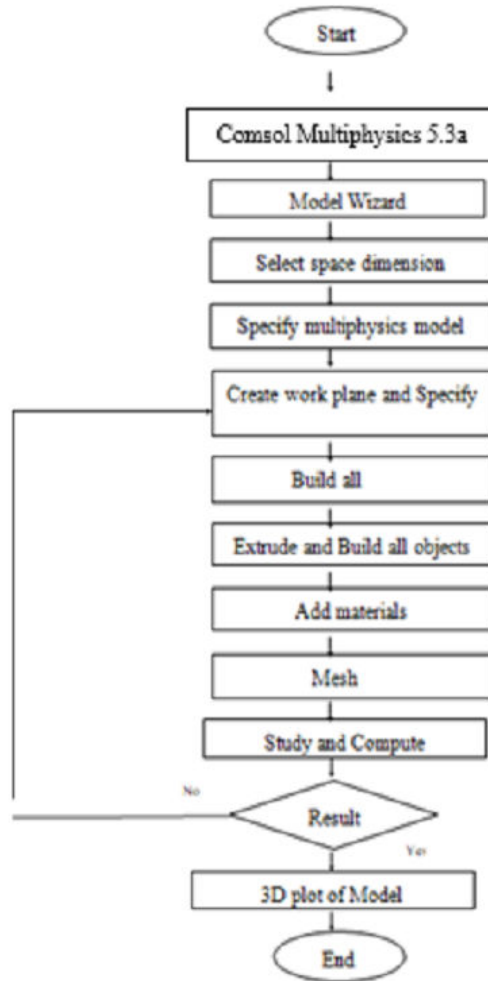 Start
Comsol Multiphysics 5.3a
Model Wizard
Select space dimension
Specify multiphysics model
Create work plane and Specify
Build all
Extrude and Build all objects
Add materials
Mesh
Study and Compute
No
Result
Yes
3D plot of Model
End